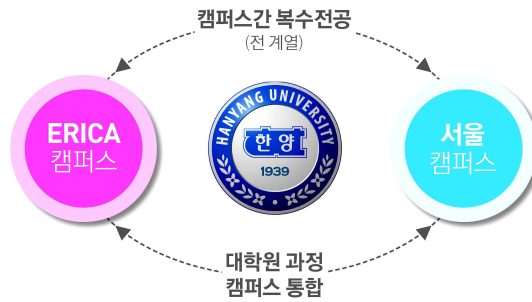 캠퍼스간 복수전공
(전 계열)
ERICA
캠퍼스
HANYANG UNIVERSITY
한양
1939
서울
캠퍼스
대학원 과정
캠퍼스 통합